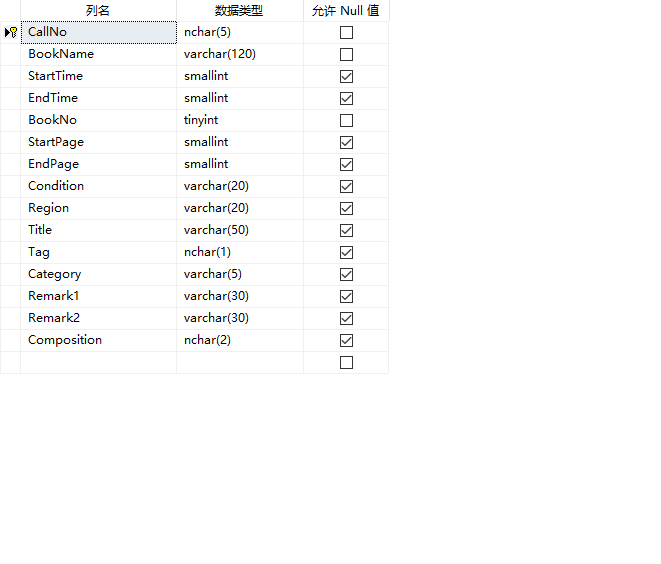 列名 数据类型 允许 Null 值
CallNo nchar(5)
BookName varchar(120)
StartTime smallint
EndTime smallint
BookNo tinyint
StartPage smallint
EndPage smallint
Condition varchar(20)
Region varchar(20)
Title varchar(50)
Tag nchar(1)
Category varchar(5)
Remark1 varchar(30)
Remark2 varchar(30)
Composition nchar(2)